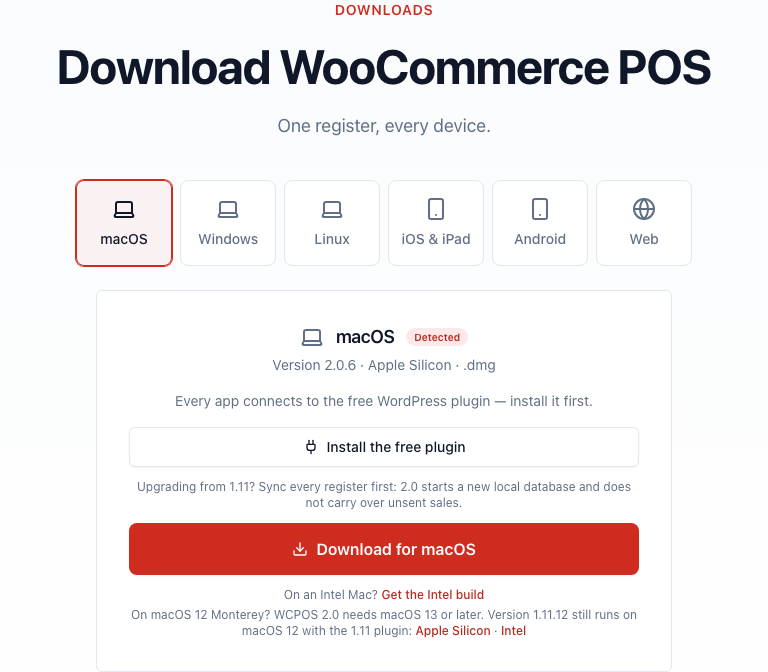 DOWNLOADS
Download WooCommerce POS
One register, every device.
macOS
Windows
Linux
iOS & iPad
Android
Web
macOS Detected
Version 2.0.6 · Apple Silicon · .dmg
Every app connects to the free WordPress plugin — install it first.
Install the free plugin
Upgrading from 1.11? Sync every register first: 2.0 starts a new local database and does
not carry over unsent sales.
Download for macOS
On an Intel Mac? Get the Intel build
On macOS 12 Monterey? WCPOS 2.0 needs macOS 13 or later. Version 1.11.12 still runs on
macOS 12 with the 1.11 plugin: Apple Silicon · Intel